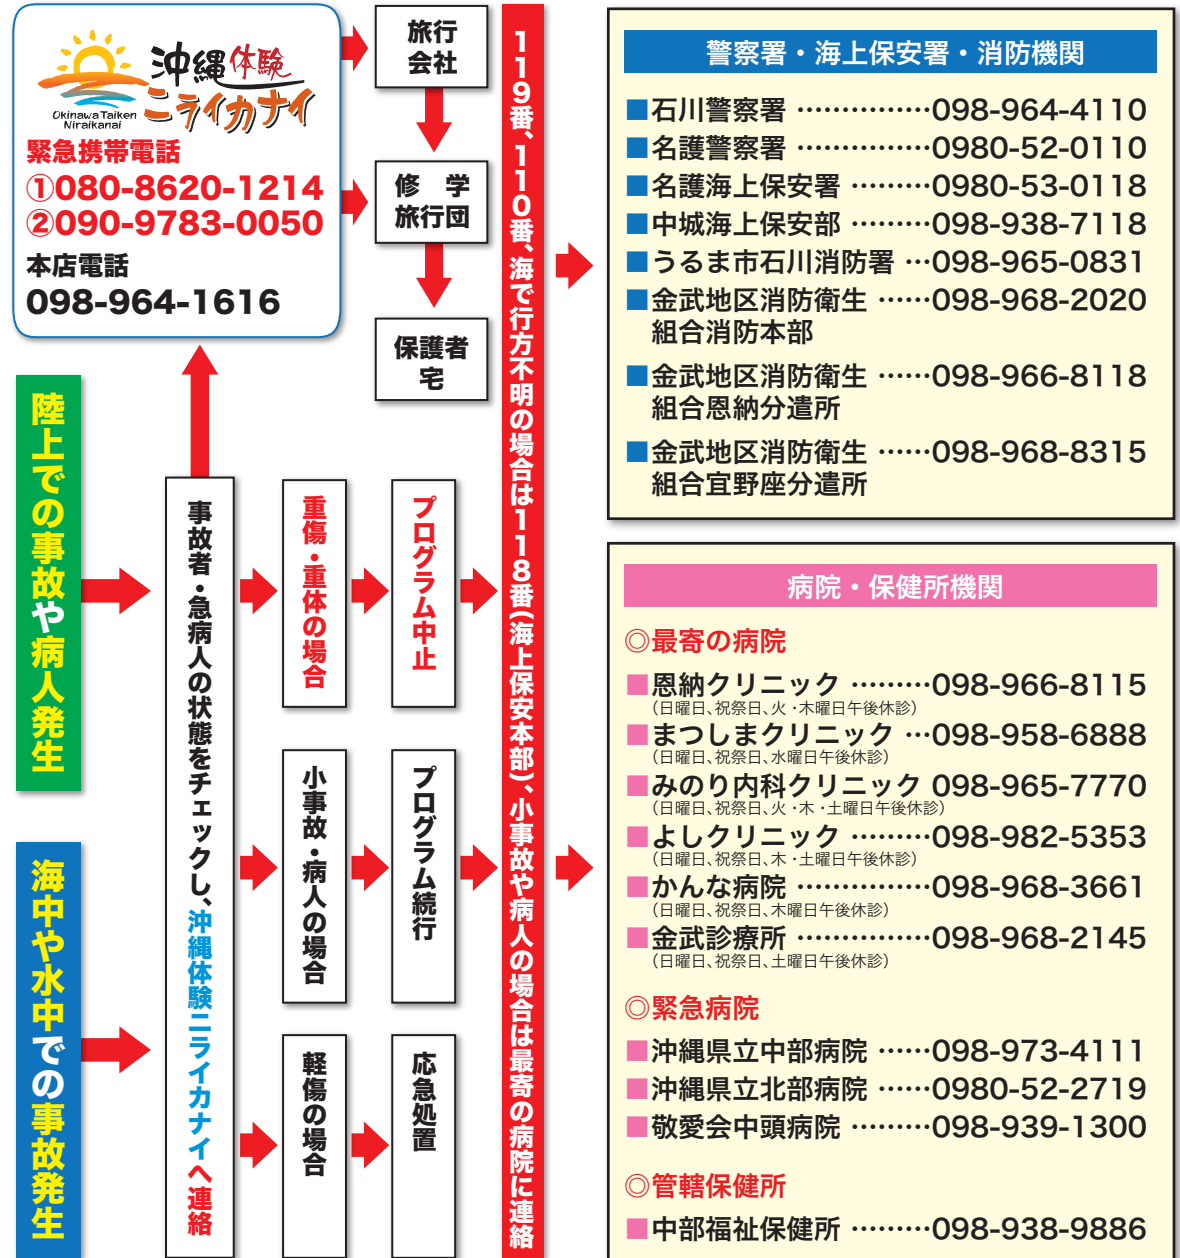 沖縄体験
ニライカナイ
Okinawa Taiken
Niraikanai
緊急携帯電話
①080-8620-1214
②090-9783-0050
本店電話
098-964-1616
旅行
会社
修　学
旅行団
保護者
宅
陸上での事故や病人発生
海中や水中での事故発生
事故者・急病人の状態をチェックし、沖縄体験ニライカナイへ連絡
重傷・重体の場合
プログラム中止
小事故・病人の場合
プログラム続行
軽傷の場合
応急処置
119番、110番、海で行方不明の場合は118番(海上保安本部)、小事故や病人の場合は最寄の病院に連絡
警察署・海上保安署・消防機関
■石川警察署 ……………098-964-4110
■名護警察署 ……………0980-52-0110
■名護海上保安署 ………0980-53-0118
■中城海上保安部 ………098-938-7118
■うるま市石川消防署 …098-965-0831
■金武地区消防衛生 ……098-968-2020
組合消防本部
■金武地区消防衛生 ……098-966-8118
組合恩納分遣所
■金武地区消防衛生 ……098-968-8315
組合宜野座分遣所
病院・保健所機関
◎最寄の病院
■恩納クリニック ………098-966-8115
(日曜日、祝祭日、火・木曜日午後休診)
■まつしまクリニック …098-958-6888
(日曜日、祝祭日、水曜日午後休診)
■みのり内科クリニック 098-965-7770
(日曜日、祝祭日、火・木・土曜日午後休診)
■よしクリニック ………098-982-5353
(日曜日、祝祭日、木・土曜日午後休診)
■かんな病院 ……………098-968-3661
(日曜日、祝祭日、木曜日午後休診)
■金武診療所 ……………098-968-2145
(日曜日、祝祭日、土曜日午後休診)
◎緊急病院
■沖縄県立中部病院 ……098-973-4111
■沖縄県立北部病院 ……0980-52-2719
■敬愛会中頭病院 ………098-939-1300
◎管轄保健所
■中部福祉保健所 ………098-938-9886